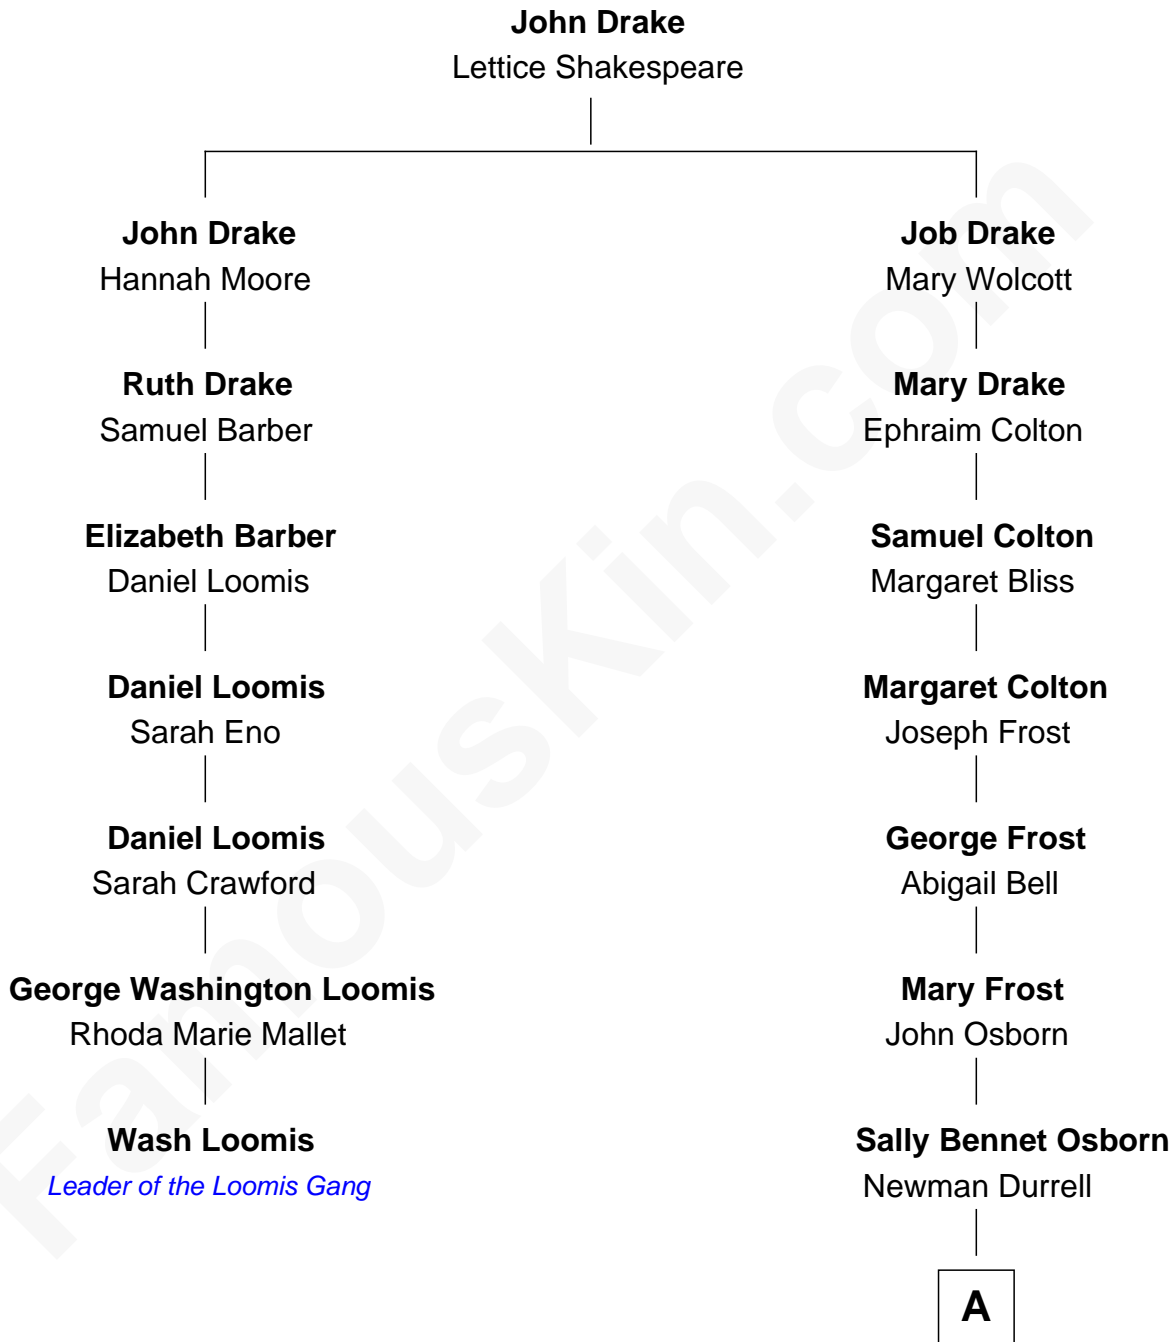 John Drake
Lettice Shakespeare
John Drake
Hannah Moore
Ruth Drake
Samuel Barber
Elizabeth Barber
Daniel Loomis
Daniel Loomis
Sarah Eno
Daniel Loomis
Sarah Crawford
George Washington Loomis
Rhoda Marie Mallet
Wash Loomis
Leader of the Loomis Gang
Job Drake
Mary Wolcott
Mary Drake
Ephraim Colton
Samuel Colton
Margaret Bliss
Margaret Colton
Joseph Frost
George Frost
Abigail Bell
Mary Frost
John Osborn
Sally Bennet Osborn
Newman Durrell
A
FamousKin.com